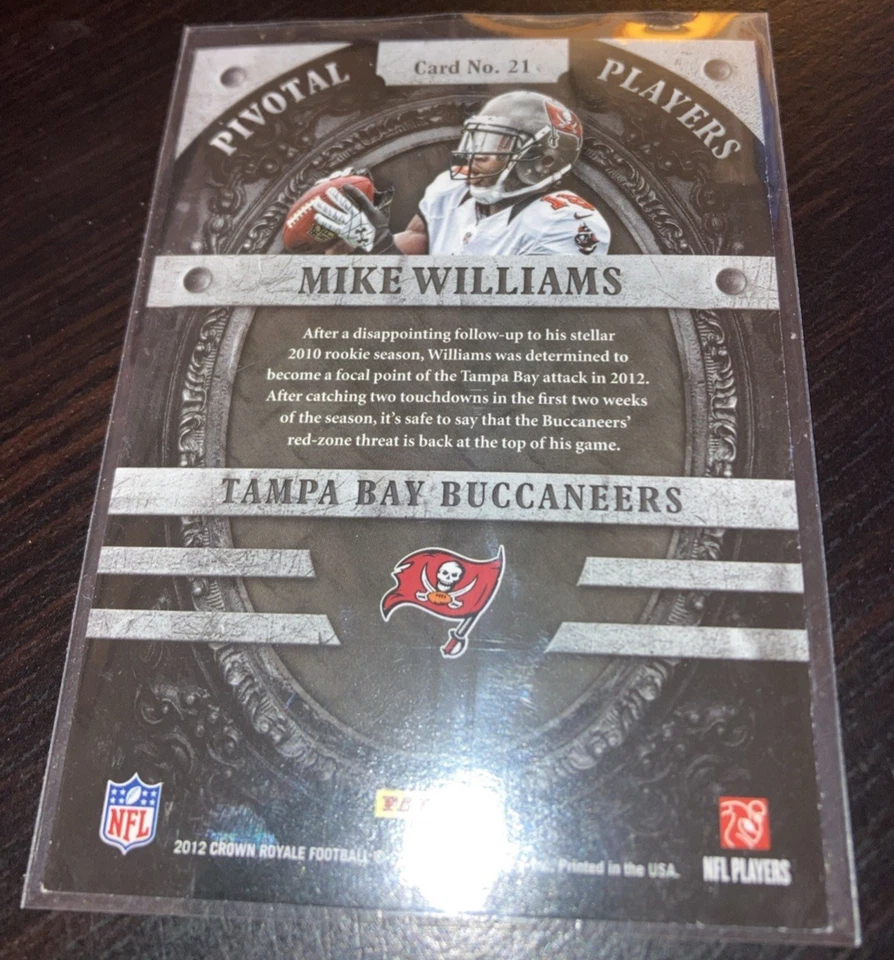 Card No. 21
PIVOTAL PLAYERS
MIKE WILLIAMS
After a disappointing follow-up to his stellar
2010 rookie season, Williams was determined to
become a focal point of the Tampa Bay attack in 2012.
After catching two touchdowns in the first two weeks
of the season, it's safe to say that the Buccaneers'
red-zone threat is back at the top of his game.
TAMPA BAY BUCCANEERS
NFL
2012 CROWN ROYALE FOOTBALL © Printed in the USA.
NFL PLAYERS